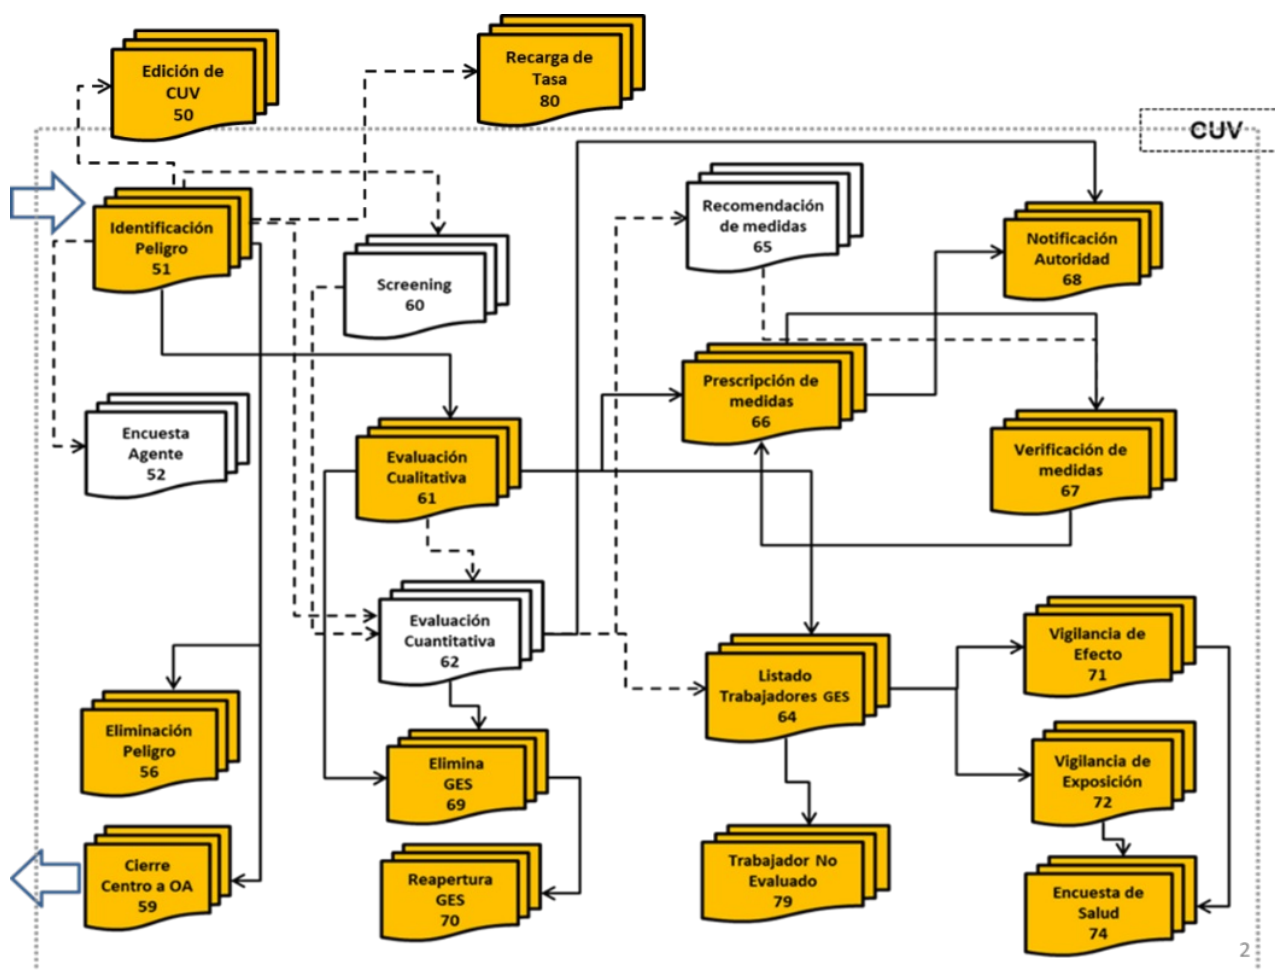 Edición de
CUV
50
Recarga de
Tasa
80
CUV
Identificación
Peligro
51
Screening
60
Recomendación
de medidas
65
Notificación
Autoridad
68
Encuesta
Agente
52
Evaluación
Cualitativa
61
Prescripción de
medidas
66
Verificación de
medidas
67
Evaluación
Cuantitativa
62
Listado
Trabajadores GES
64
Vigilancia de
Efecto
71
Eliminación
Peligro
56
Elimina
GES
69
Vigilancia de
Exposición
72
Cierre
Centro a OA
59
Reapertura
GES
70
Trabajador No
Evaluado
79
Encuesta de
Salud
74
2